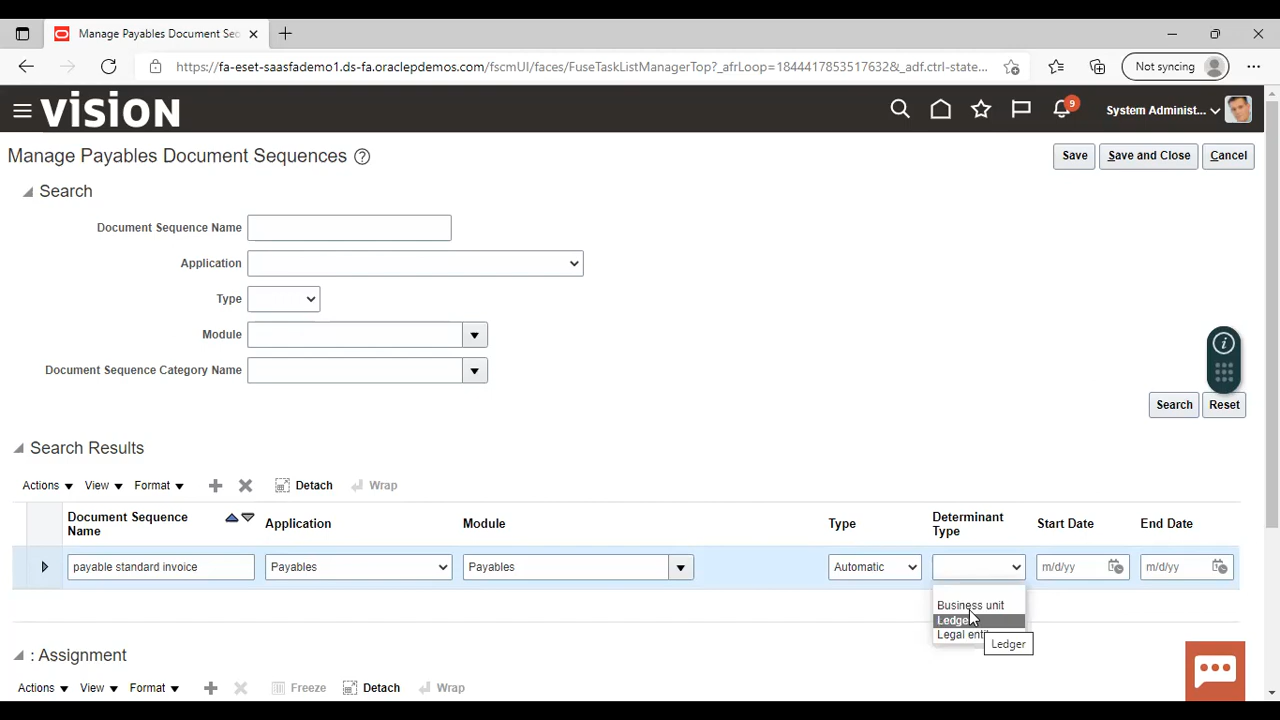 Manage Payables Document Sec
https://fa-eset-saasfademo1.ds-fa.oraclepdemos.com/fscmUI/faces/FuseTaskListManagerTop?_afrLoop=1844417853517632&_adf.ctrl-state...
Not syncing
VISION
9
System Administ...
Manage Payables Document Sequences
Save
Save and Close
Cancel
Search
Document Sequence Name
Application
Type
Module
Document Sequence Category Name
Search
Reset
Search Results
Actions
View
Format
Detach
Wrap
Document Sequence Name
Application
Module
Type
Determinant Type
Start Date
End Date
payable standard invoice
Payables
Payables
Automatic
m/d/yy
m/d/yy
Business unit
Ledge
Legal enti
Ledger
: Assignment
Actions
View
Format
Freeze
Detach
Wrap